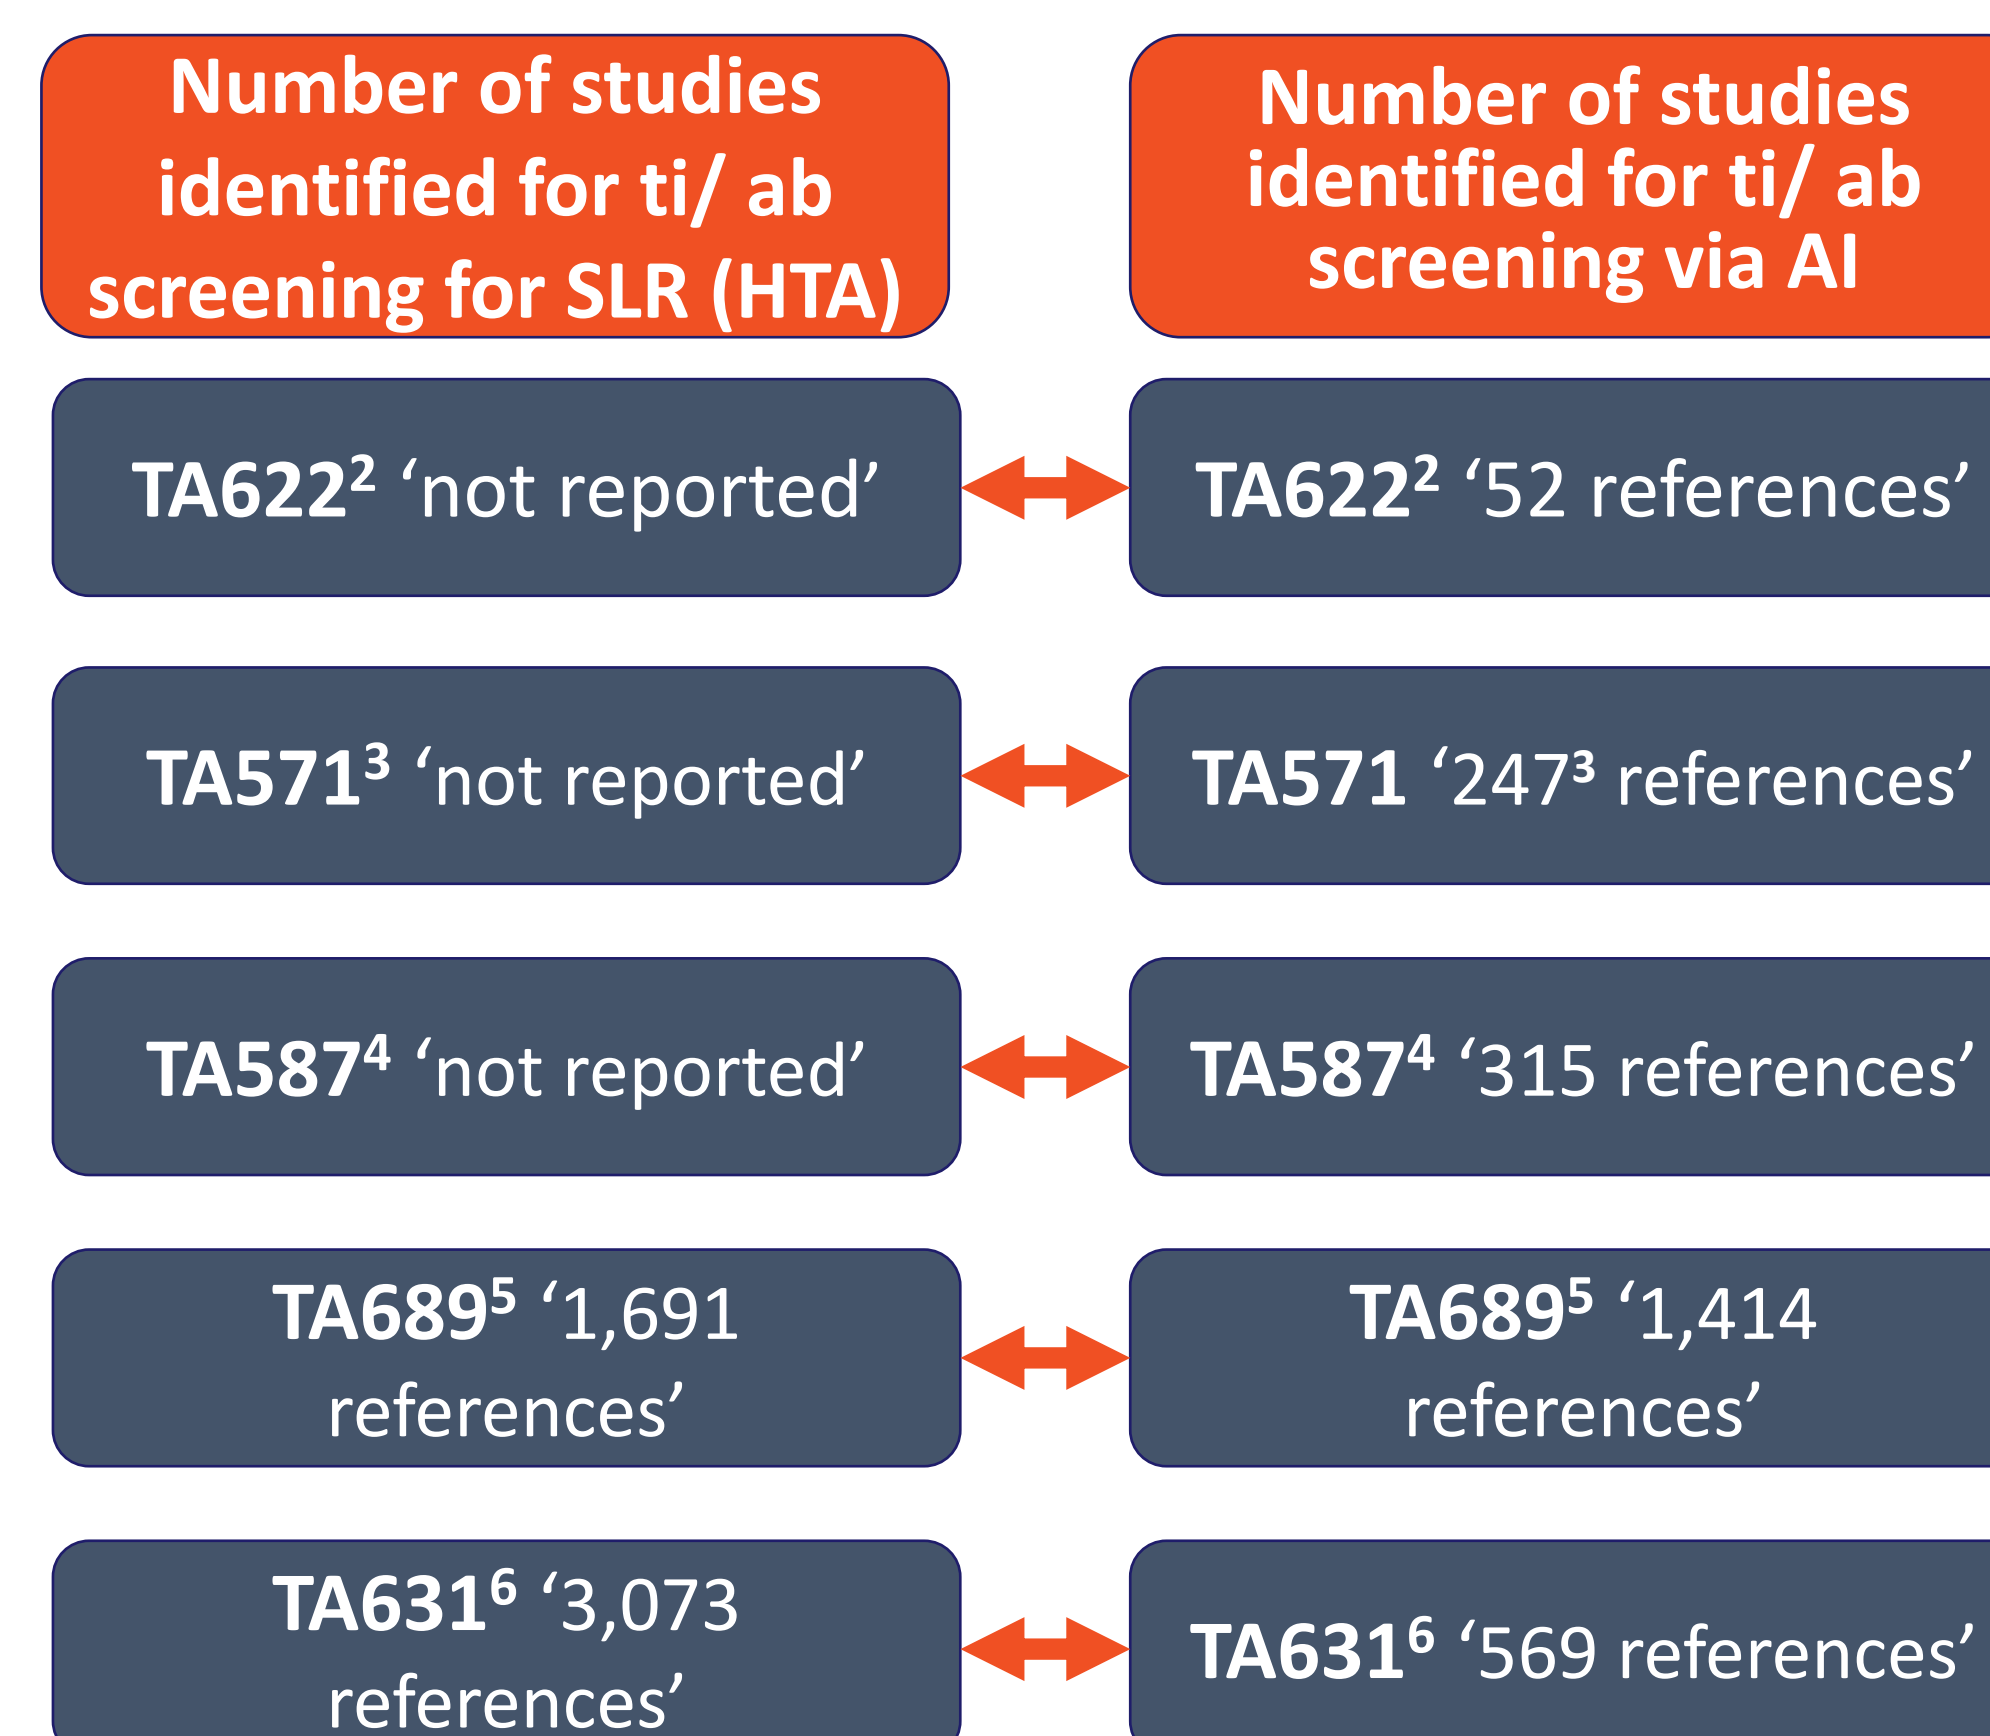 Number of studies
identified for ti/ ab
screening for SLR (HTA)
Number of studies
identified for ti/ ab
screening via AI
TA622² ‘not reported’
TA622² ‘52 references’
TA571³ ‘not reported’
TA571 ‘247³ references’
TA587⁴ ‘not reported’
TA587⁴ ‘315 references’
TA689⁵ ‘1,691
references’
TA689⁵ ‘1,414
references’
TA631⁶ ‘3,073
references’
TA631⁶ ‘569 references’